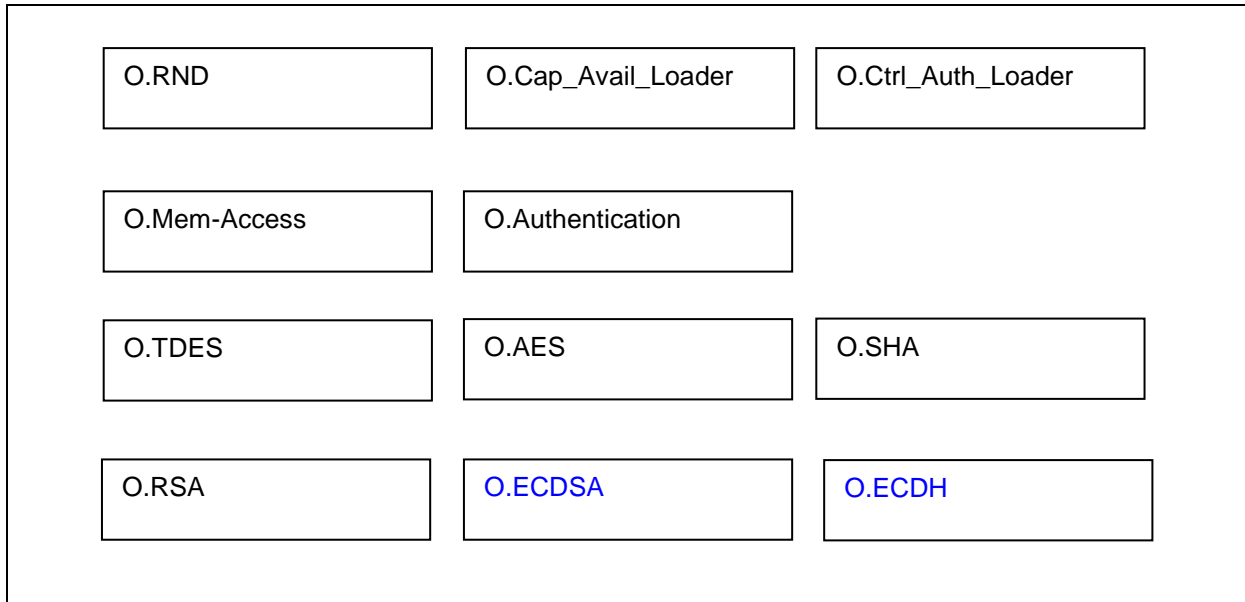 O.RND
O.Cap_Avail_Loader
O.Ctrl_Auth_Loader
O.Mem-Access
O.Authentication
O.TDES
O.AES
O.SHA
O.RSA
O.ECDSA
O.ECDH